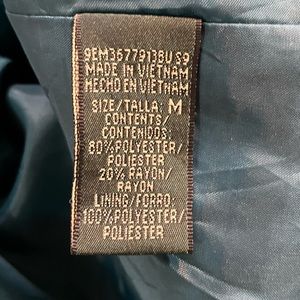 9EM3677913BU S9
MADE IN VIETNAM
HECHO EN VIETNAM
SIZE/TALLA: M
CONTENTS/
CONTENIDOS:
80%POLYESTER/
POLIESTER
20% RAYON/
RAYON
LINING/FORRO:
100%POLYESTER/
POLIESTER